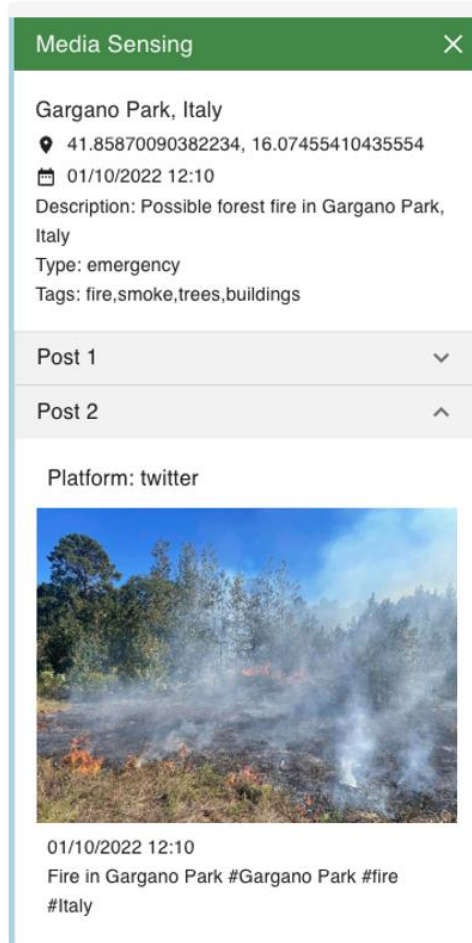 Media Sensing
Gargano Park, Italy
41.85870090382234, 16.07455410435554
01/10/2022 12:10
Description: Possible forest fire in Gargano Park,
Italy
Type: emergency
Tags: fire,smoke,trees,buildings
Post 1
Post 2
Platform: twitter
01/10/2022 12:10
Fire in Gargano Park #Gargano Park #fire
#Italy